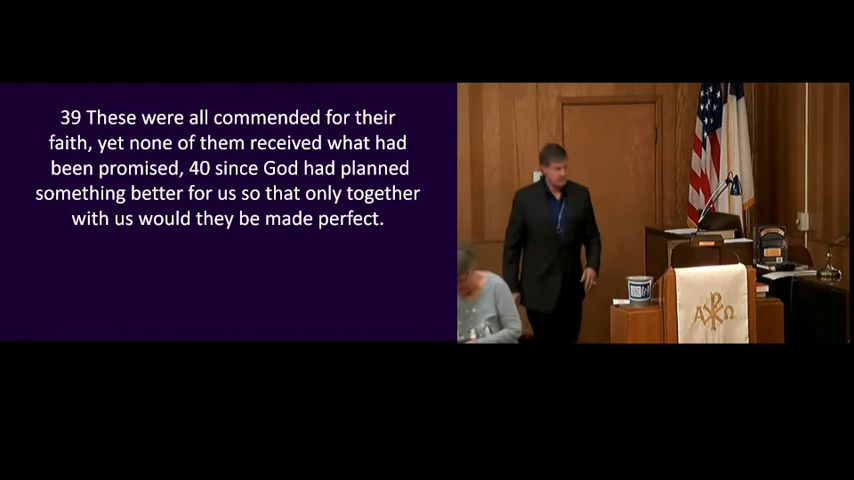 39 These were all commended for their
faith, yet none of them received what had
been promised, 40 since God had planned
something better for us so that only together
with us would they be made perfect.
Α Ω